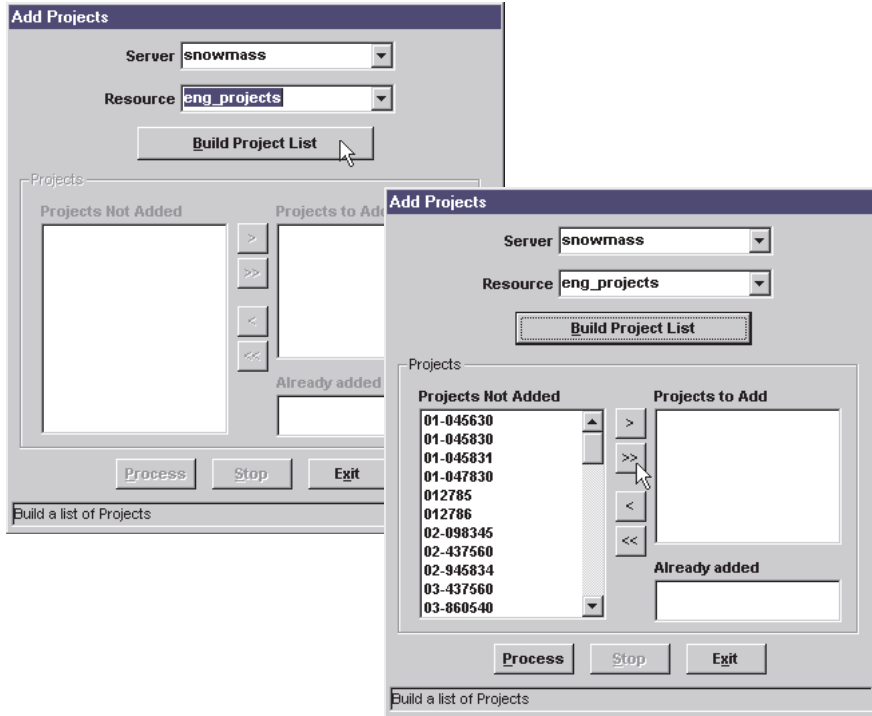 Add Projects
Server snowmass
Resource eng_projects
Build Project List
Projects
Projects Not Added
Projects to Add
>
>>
<
<<
Already added
Process Stop Exit
Build a list of Projects
Add Projects
Server snowmass
Resource eng_projects
Build Project List
Projects
Projects Not Added
Projects to Add
01-045630
01-045830
01-045831
01-047830
012785
012786
02-098345
02-437560
02-945834
03-437560
03-860540
>
>>
<
<<
Already added
Process Stop Exit
Build a list of Projects